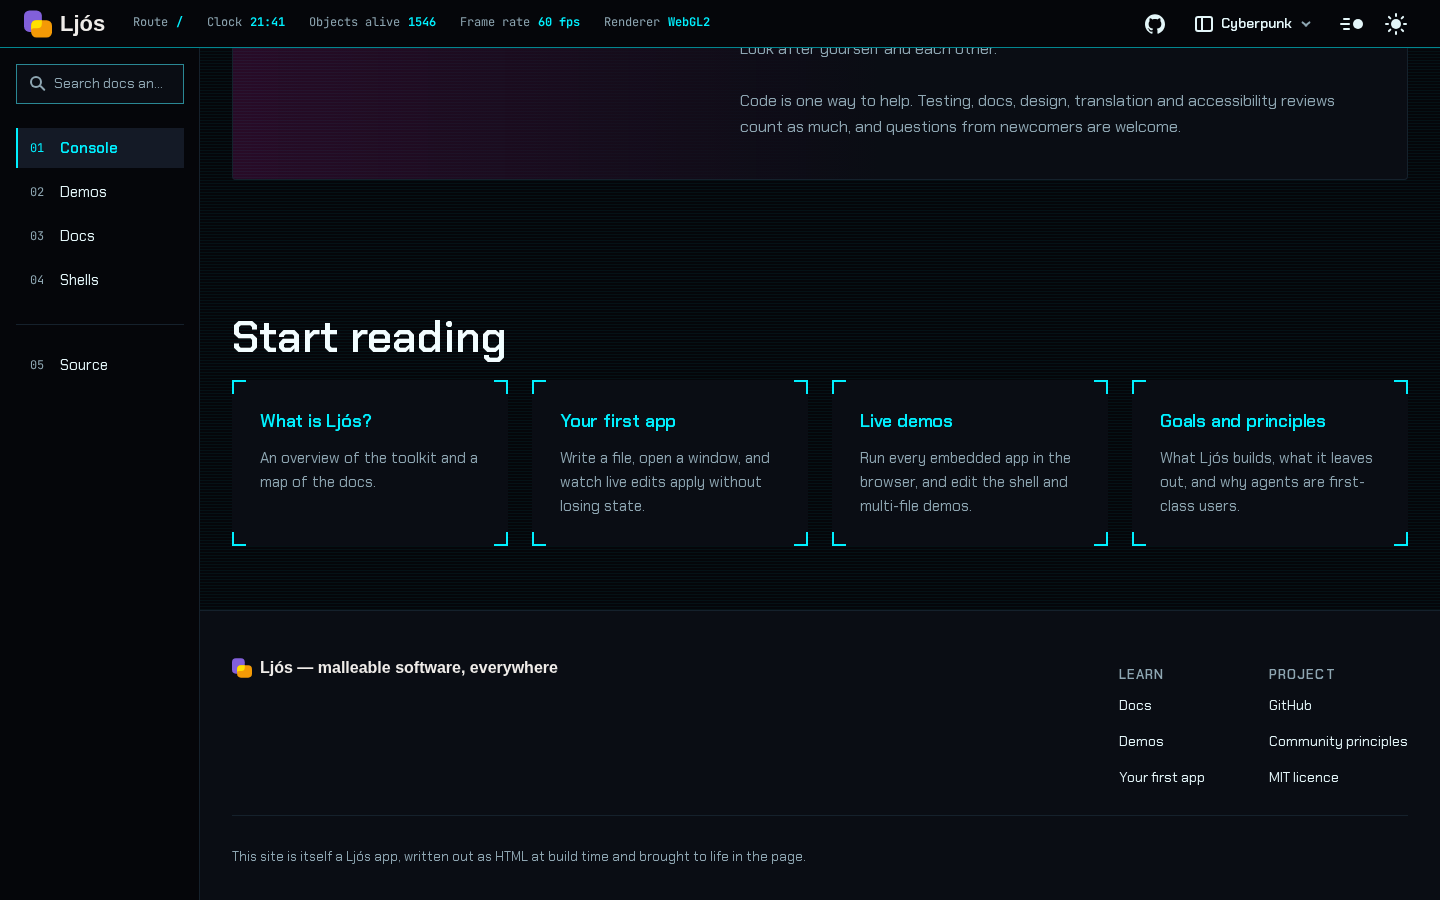 Ljós
Route /
Clock 21:41
Objects alive 1546
Frame rate 60 fps
Renderer WebGL2
Cyberpunk
Search docs an...
01 Console
02 Demos
03 Docs
04 Shells
05 Source
Look after yourself and each other.
Code is one way to help. Testing, docs, design, translation and accessibility reviews
count as much, and questions from newcomers are welcome.
Start reading
What is Ljós?
An overview of the toolkit and a
map of the docs.
Your first app
Write a file, open a window, and
watch live edits apply without
losing state.
Live demos
Run every embedded app in the
browser, and edit the shell and
multi-file demos.
Goals and principles
What Ljós builds, what it leaves
out, and why agents are first-
class users.
Ljós — malleable software, everywhere
LEARN
Docs
Demos
Your first app
PROJECT
GitHub
Community principles
MIT licence
This site is itself a Ljós app, written out as HTML at build time and brought to life in the page.